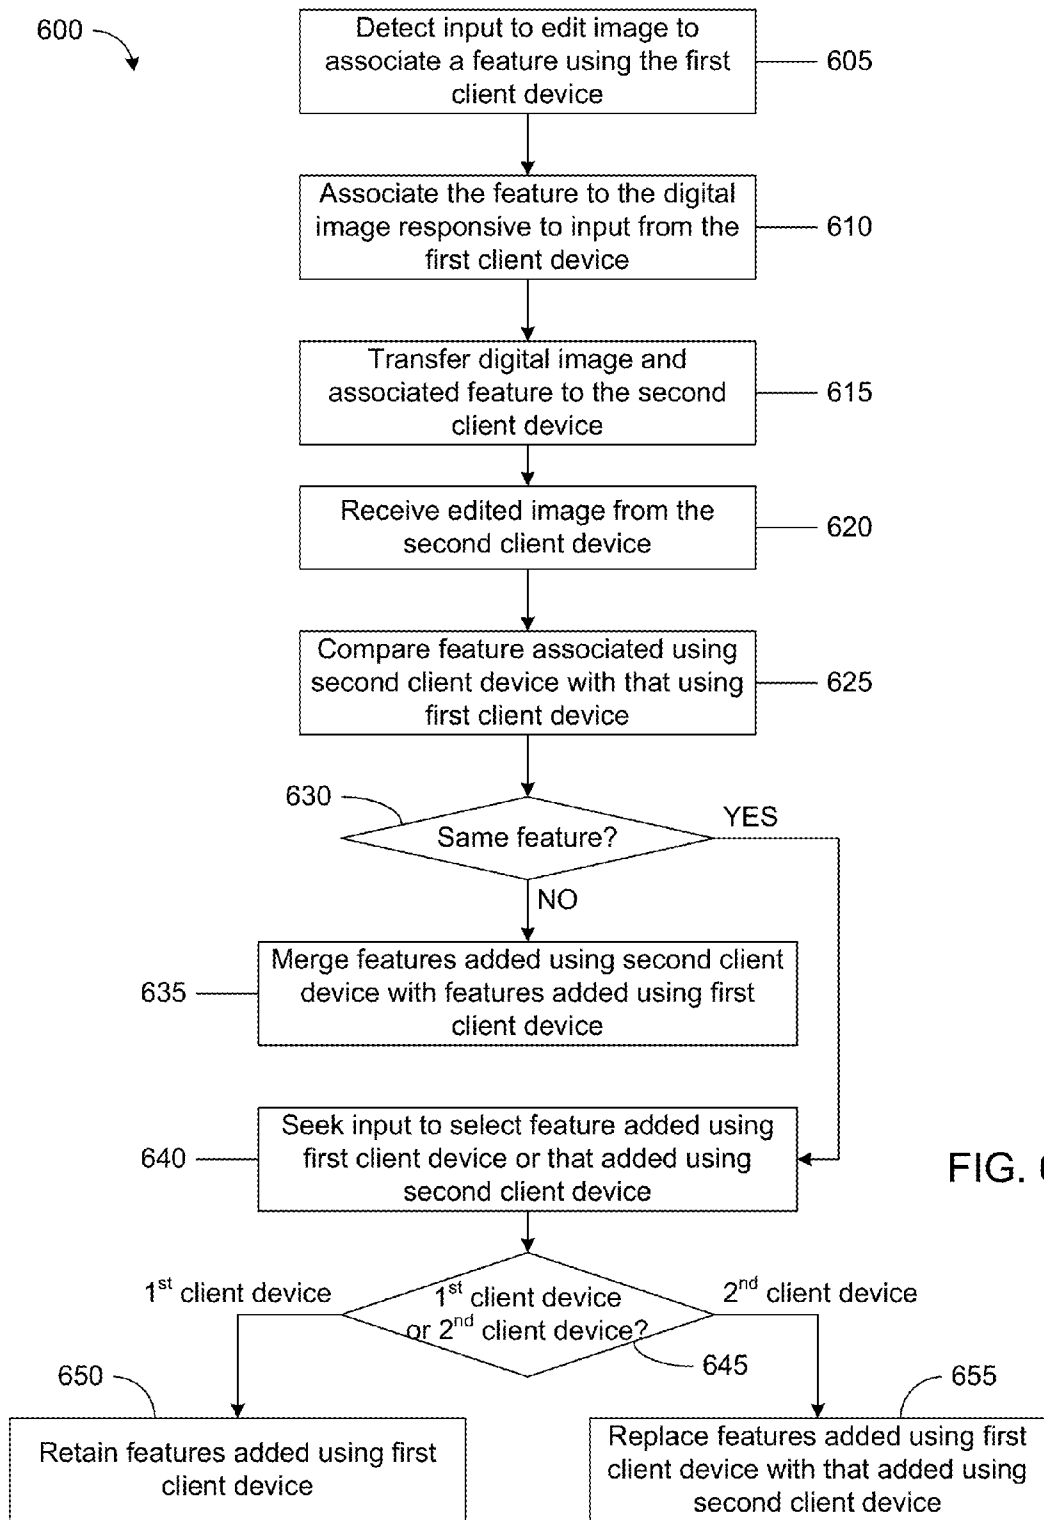 600
Detect input to edit image to
associate a feature using the first
client device
605
Associate the feature to the digital
image responsive to input from the
first client device
610
Transfer digital image and
associated feature to the second
client device
615
Receive edited image from the
second client device
620
Compare feature associated using
second client device with that using
first client device
625
630
Same feature?
YES
NO
Merge features added using second client
device with features added using first
client device
635
Seek input to select feature added using
first client device or that added using
second client device
640
FIG. 6
1st client device
1st client device
or 2nd client device?
2nd client device
645
650
Retain features added using first
client device
655
Replace features added using first
client device with that added using
second client device